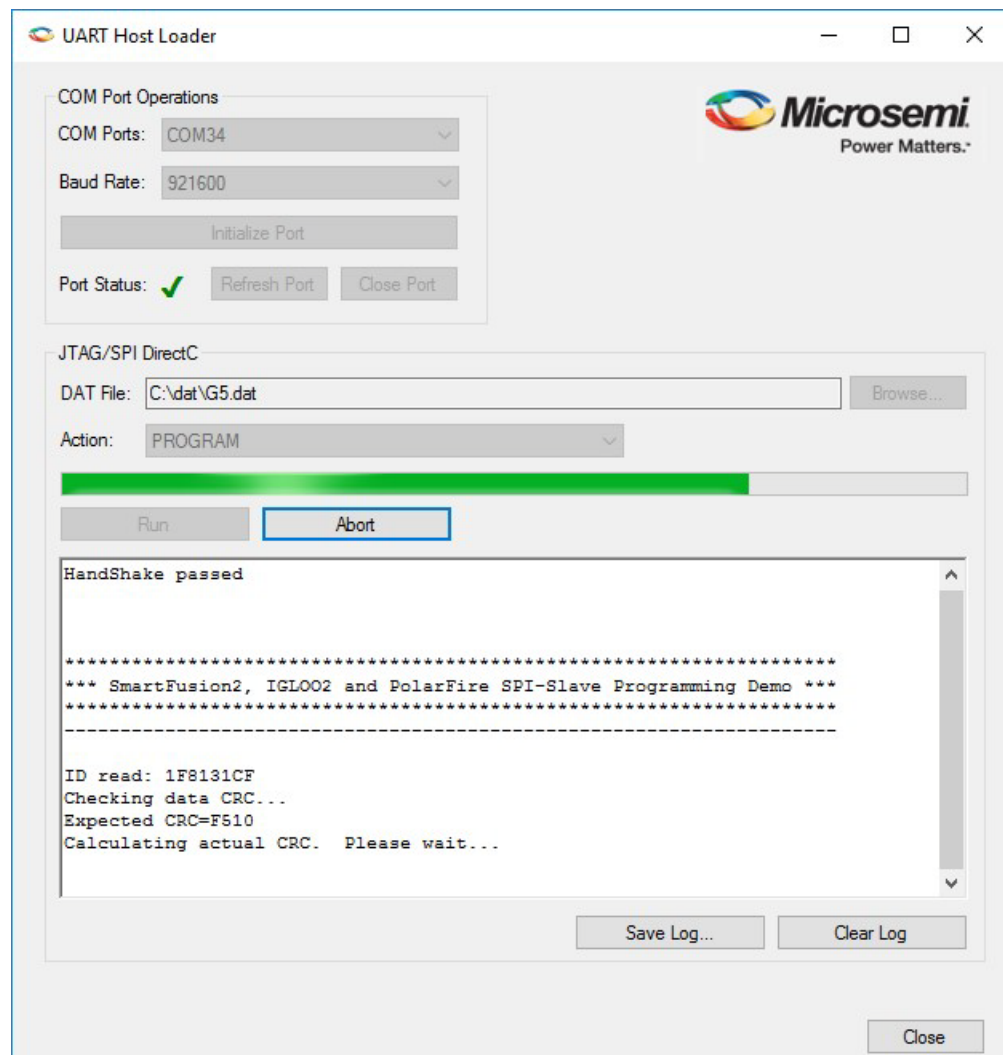 UART Host Loader
COM Port Operations
COM Ports: COM34
Baud Rate: 921600
Initialize Port
Port Status: Refresh Port Close Port
Microsemi.
Power Matters.
JTAG/SPI DirectC
DAT File: C:\dat\G5.dat Browse...
Action: PROGRAM
Run Abort
HandShake passed
*********************************************************************
*** SmartFusion2, IGLOO2 and PolarFire SPI-Slave Programming Demo ***
*********************************************************************
---------------------------------------------------------------------
ID read: 1F8131CF
Checking data CRC...
Expected CRC=F510
Calculating actual CRC.  Please wait...
Save Log... Clear Log
Close